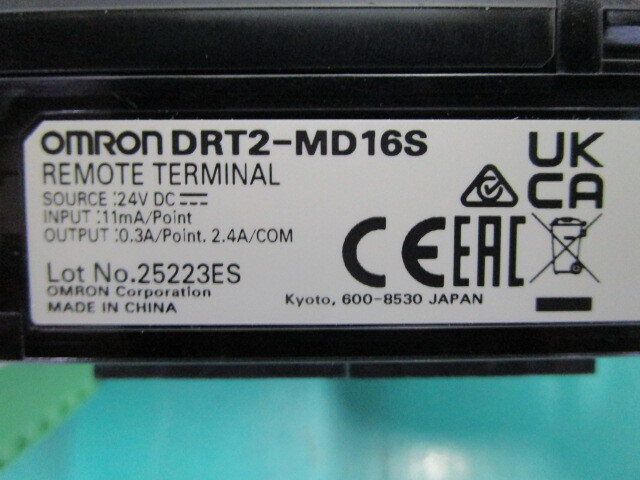 OMRON DRT2-MD16S
REMOTE TERMINAL
SOURCE :24V DC
INPUT :11mA/Point
OUTPUT :0.3A/Point. 2.4A/COM
Lot No.25223ES
OMRON Corporation
MADE IN CHINA
Kyoto, 600-8530 JAPAN
CE
EAC
UK
CA